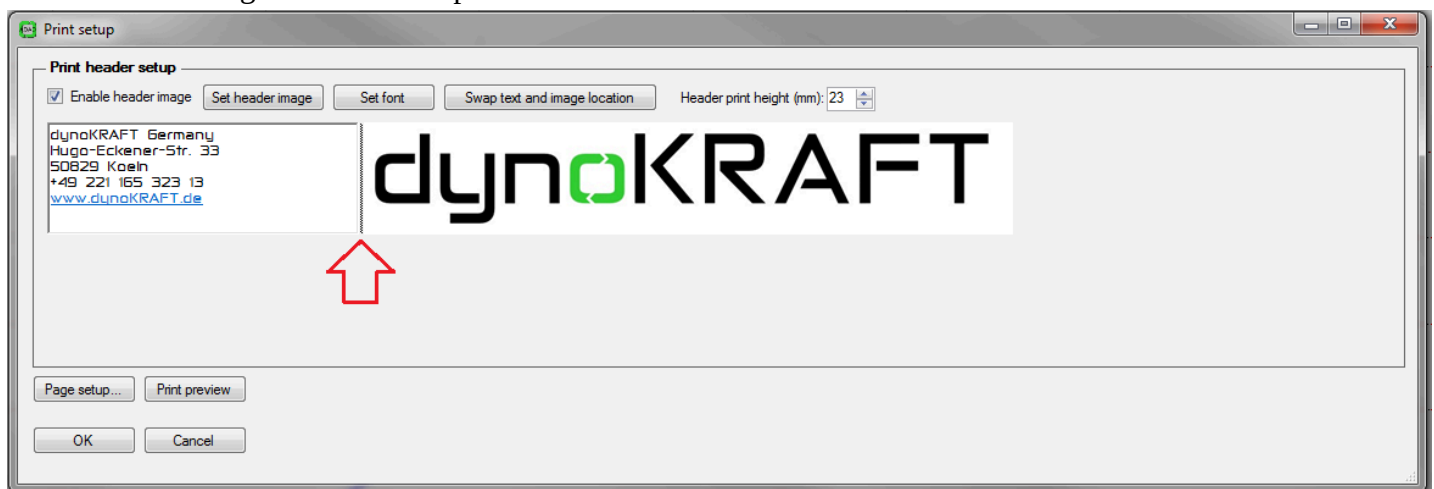 Print setup
Print header setup
Enable header image Set header image Set font Swap text and image location Header print height (mm): 23
dynoKRAFT Germany
Hugo-Eckener-Str. 33
50829 Koeln
+49 221 165 323 13
www.dynoKRAFT.de
dynoKRAFT
Page setup... Print preview
OK Cancel